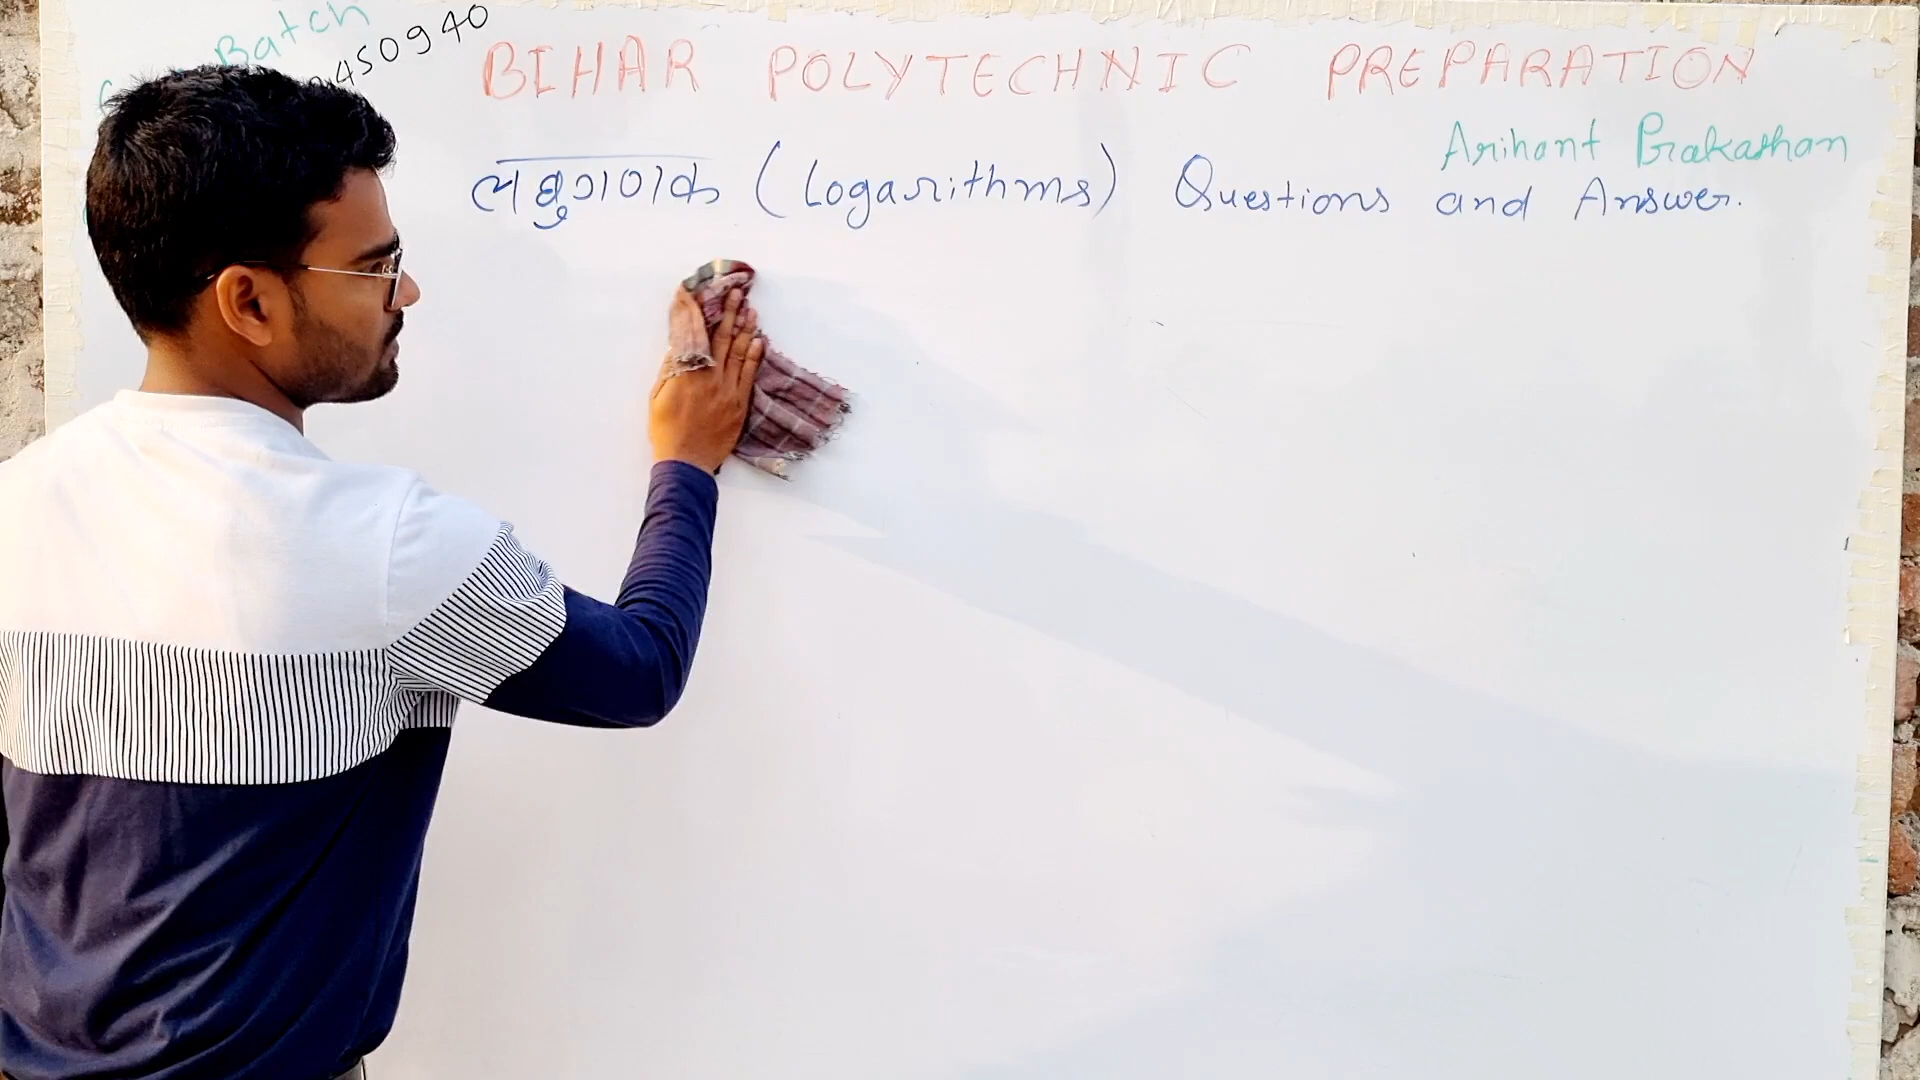 Batch
450940
BIHAR POLYTECHNIC PREPARATION
Arihant Prakashan
लघुगणक (Logarithms) Questions and Answer.